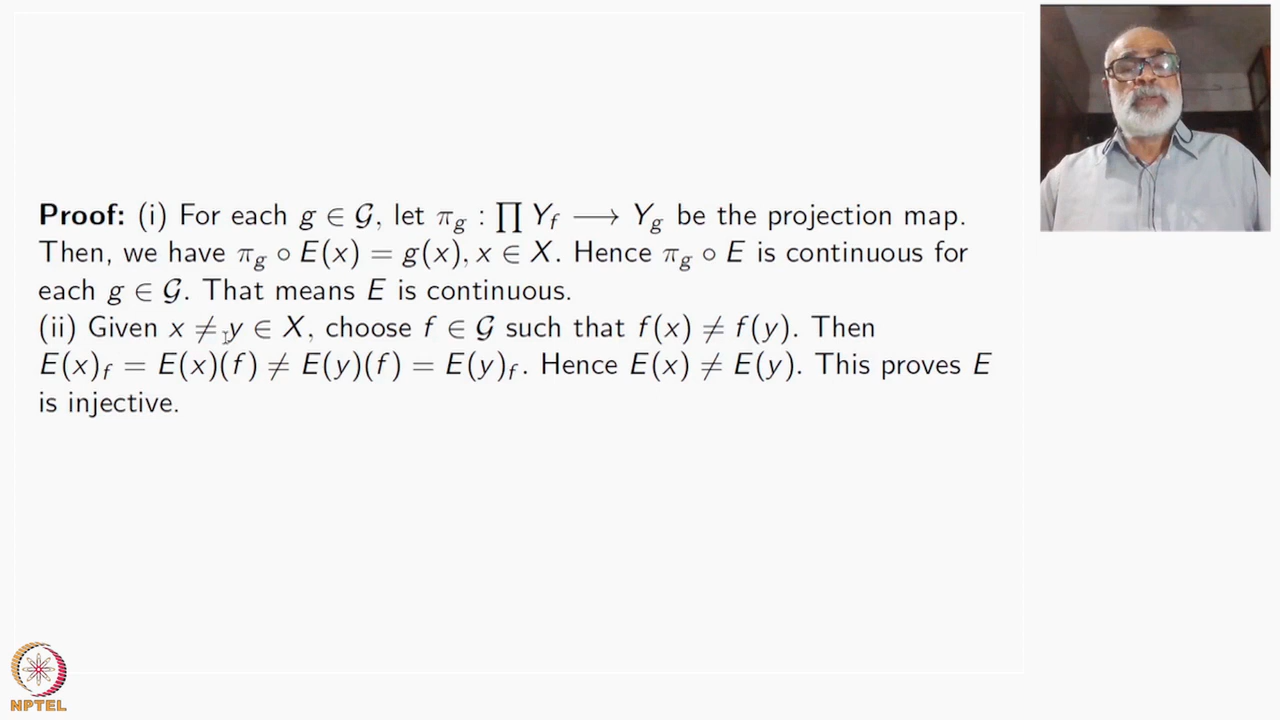 Proof: (i) For each g ∈ 𝒢, let π_g : ∏ Y_f ⟶ Y_g be the projection map.
Then, we have π_g ∘ E(x) = g(x), x ∈ X. Hence π_g ∘ E is continuous for
each g ∈ 𝒢. That means E is continuous.
(ii) Given x ≠ y ∈ X, choose f ∈ 𝒢 such that f(x) ≠ f(y). Then
E(x)_f = E(x)(f) ≠ E(y)(f) = E(y)_f. Hence E(x) ≠ E(y). This proves E
is injective.
NPTEL